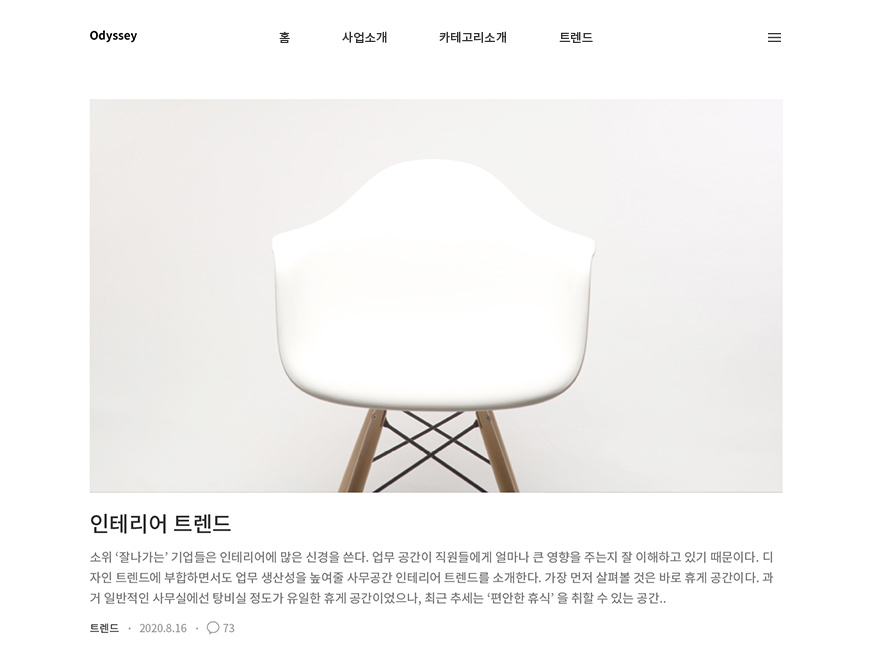 Odyssey
홈 사업소개 카테고리소개 트렌드
인테리어 트렌드
소위 ‘잘나가는’ 기업들은 인테리어에 많은 신경을 쓴다. 업무 공간이 직원들에게 얼마나 큰 영향을 주는지 잘 이해하고 있기 때문이다. 디
자인 트렌드에 부합하면서도 업무 생산성을 높여줄 사무공간 인테리어 트렌드를 소개한다. 가장 먼저 살펴볼 것은 바로 휴게 공간이다. 과
거 일반적인 사무실에선 탕비실 정도가 유일한 휴게 공간이었으나, 최근 추세는 ‘편안한 휴식’ 을 취할 수 있는 공간..
트렌드 · 2020.8.16 · 73